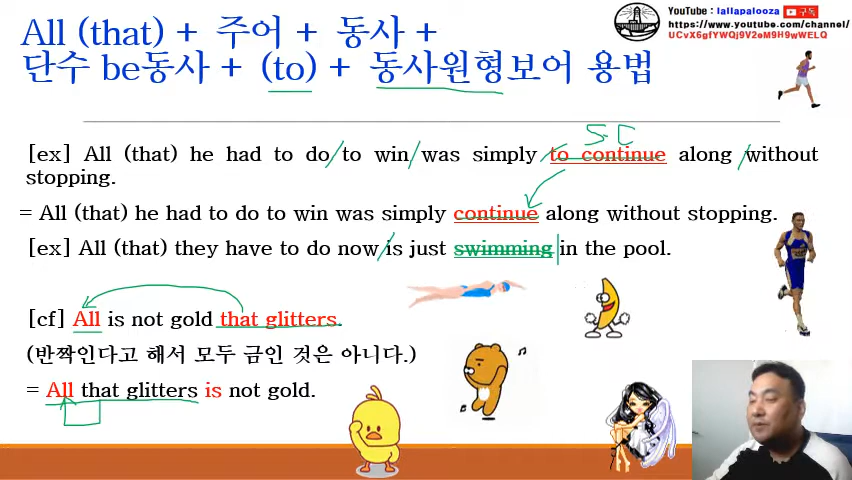 YouTube : lallapalooza 구독
https://www.youtube.com/channel/
UCvX6gfYWQj9V2eM9H9wWELQ
All (that) + 주어 + 동사 +
단수 be동사 + (to) + 동사원형보어 용법
S.C
[ex] All (that) he had to do to win was simply to continue along without
stopping.
= All (that) he had to do to win was simply continue along without stopping.
[ex] All (that) they have to do now is just swimming in the pool.
[cf] All is not gold that glitters.
(반짝인다고 해서 모두 금인 것은 아니다.)
= All that glitters is not gold.